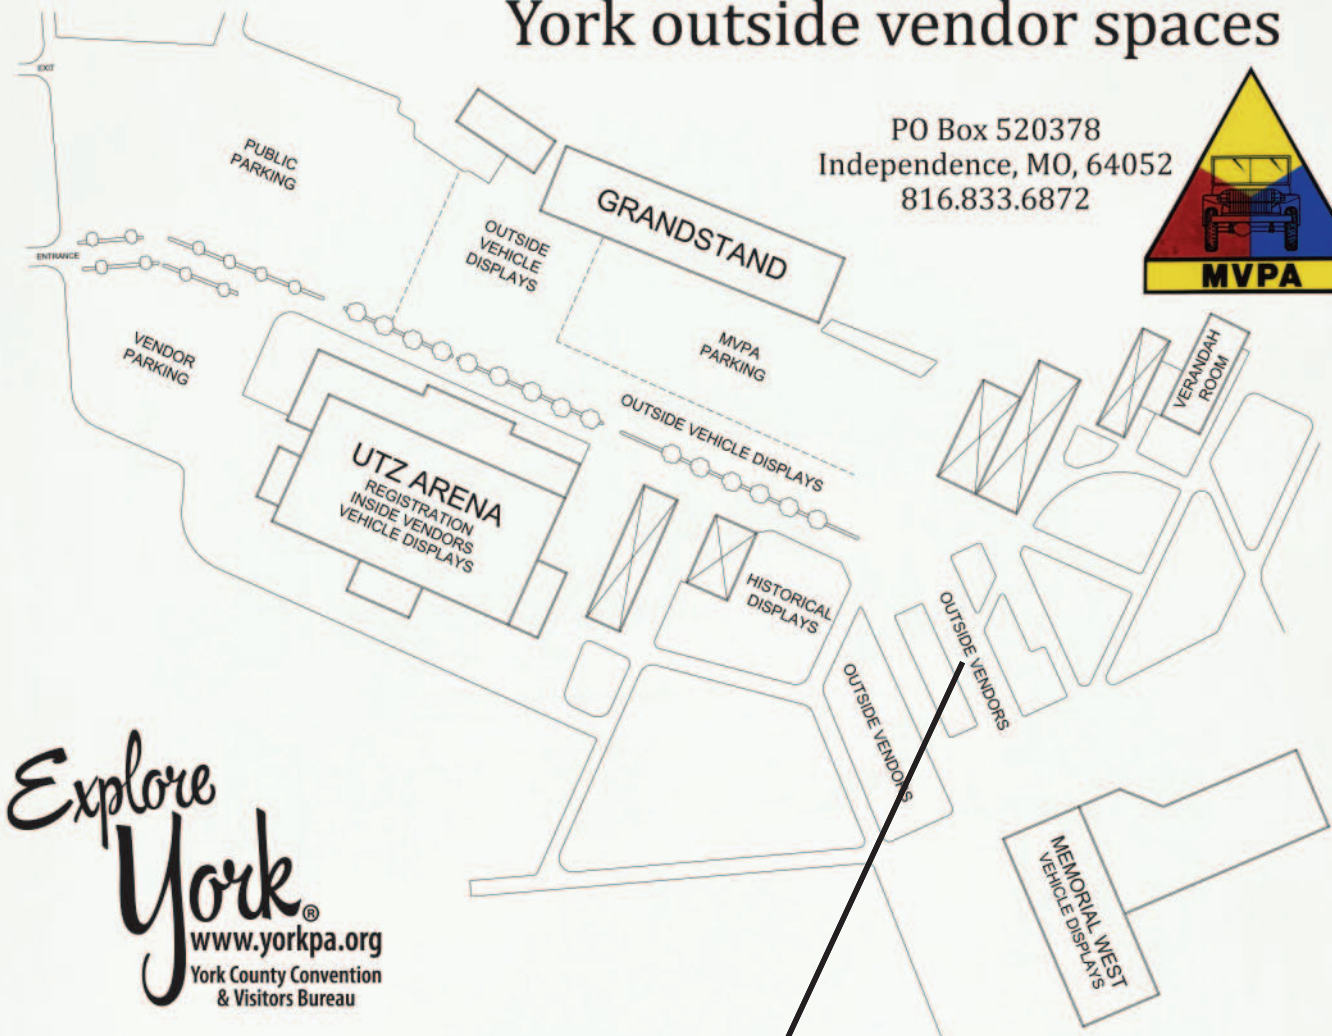 York outside vendor spaces
PO Box 520378
Independence, MO, 64052
816.833.6872
MVPA
EXIT
PUBLIC
PARKING
ENTRANCE
OUTSIDE
VEHICLE
DISPLAYS
GRANDSTAND
VENDOR
PARKING
MVPA
PARKING
VERANDAH
ROOM
OUTSIDE VEHICLE DISPLAYS
UTZ ARENA
REGISTRATION
INSIDE VENDORS
VEHICLE DISPLAYS
HISTORICAL
DISPLAYS
OUTSIDE VENDORS
OUTSIDE VENDORS
MEMORIAL WEST
VEHICLE DISPLAYS
Explore
York®
www.yorkpa.org
York County Convention
& Visitors Bureau